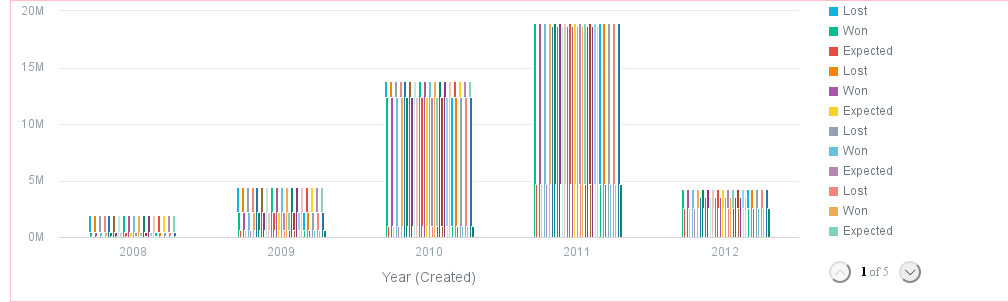 20M
15M
10M
5M
0M
2008 2009 2010 2011 2012
Year (Created)
Lost
Won
Expected
Lost
Won
Expected
Lost
Won
Expected
Lost
Won
Expected
1 of 5